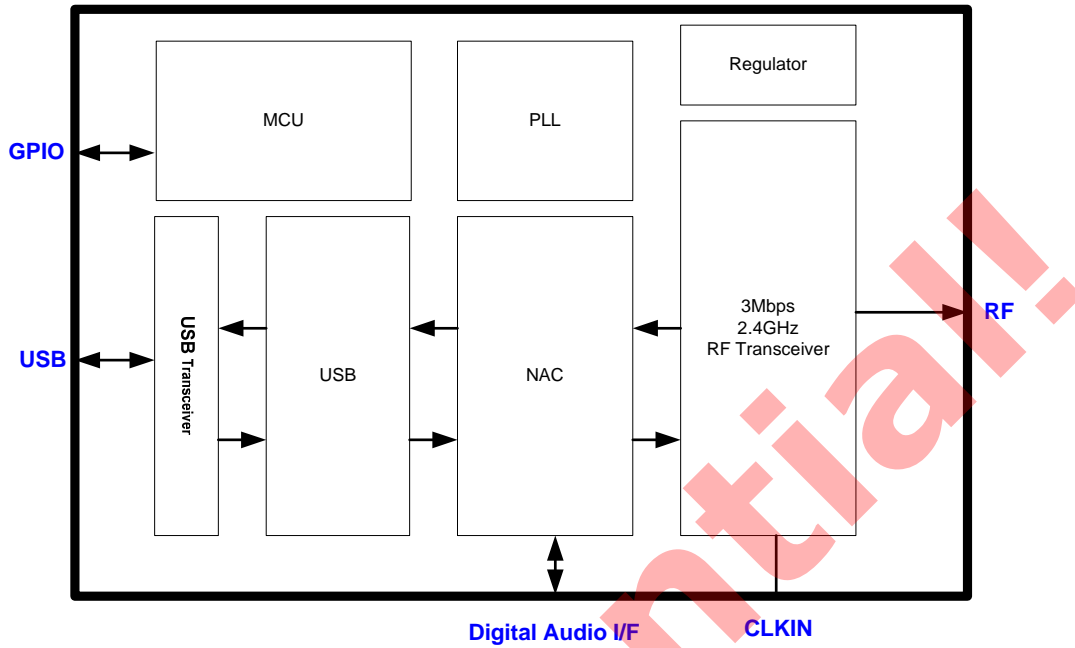 Regulator
MCU
PLL
GPIO
3Mbps
2.4GHz
RF Transceiver
RF
USB Transceiver
USB
USB
NAC
Digital Audio I/F
CLKIN
ntial!